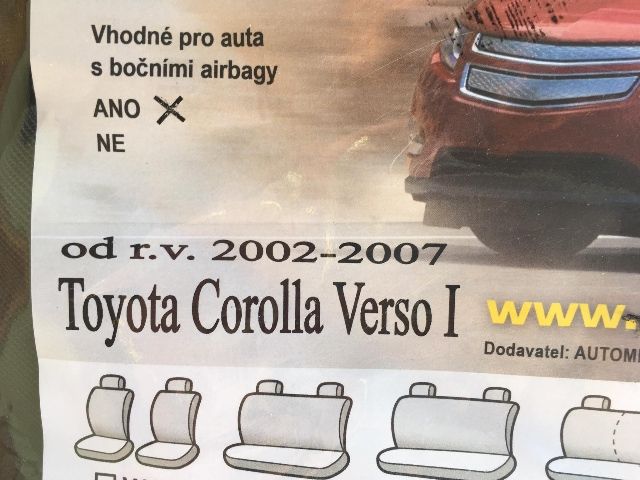 Vhodné pro auta
s bočními airbagy
ANO
NE
od r.v. 2002-2007
Toyota Corolla Verso I
www.
Dodavatel: